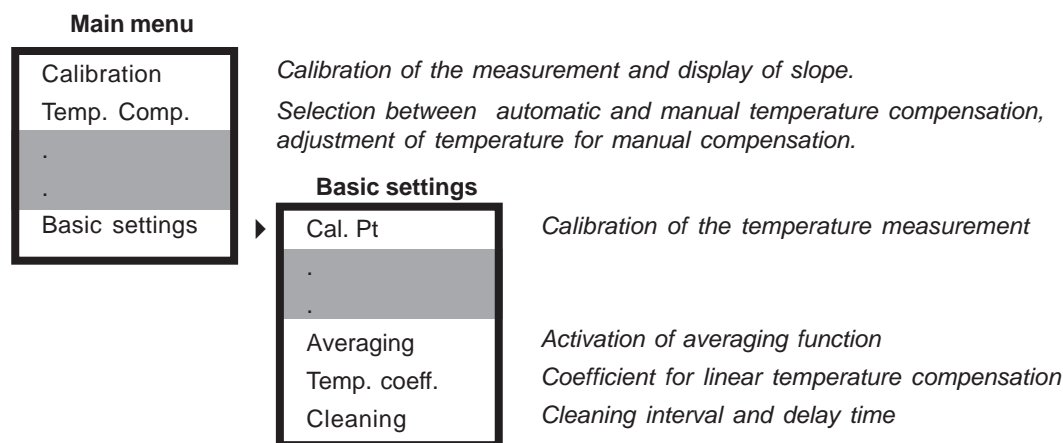 Main menu
Calibration
Calibration of the measurement and display of slope.
Temp. Comp.
Selection between automatic and manual temperature compensation,
adjustment of temperature for manual compensation.
.
.
Basic settings
Basic settings
Cal. Pt
Calibration of the temperature measurement
.
.
Averaging
Activation of averaging function
Temp. coeff.
Coefficient for linear temperature compensation
Cleaning
Cleaning interval and delay time